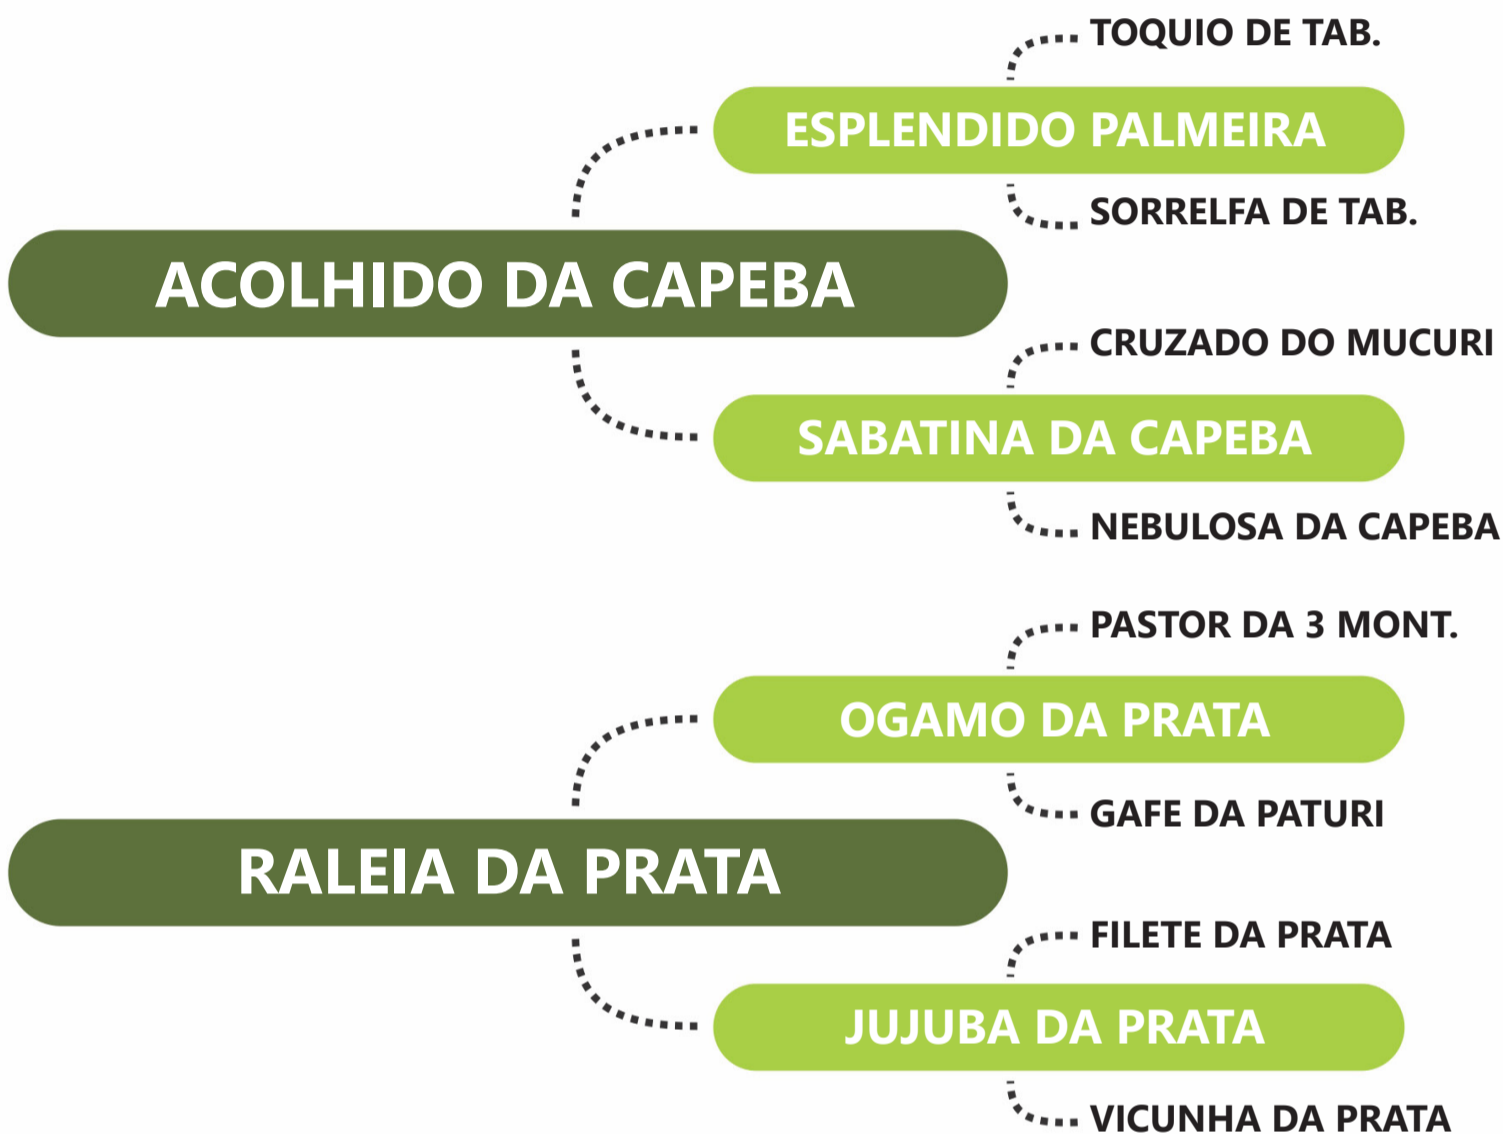 TOQUIO DE TAB.
ESPLENDIDO PALMEIRA
SORRELFA DE TAB.
ACOLHIDO DA CAPEBA
CRUZADO DO MUCURI
SABATINA DA CAPEBA
NEBULOSA DA CAPEBA
PASTOR DA 3 MONT.
OGAMO DA PRATA
GAFE DA PATURI
RALEIA DA PRATA
FILETE DA PRATA
JUJUBA DA PRATA
VICUNHA DA PRATA